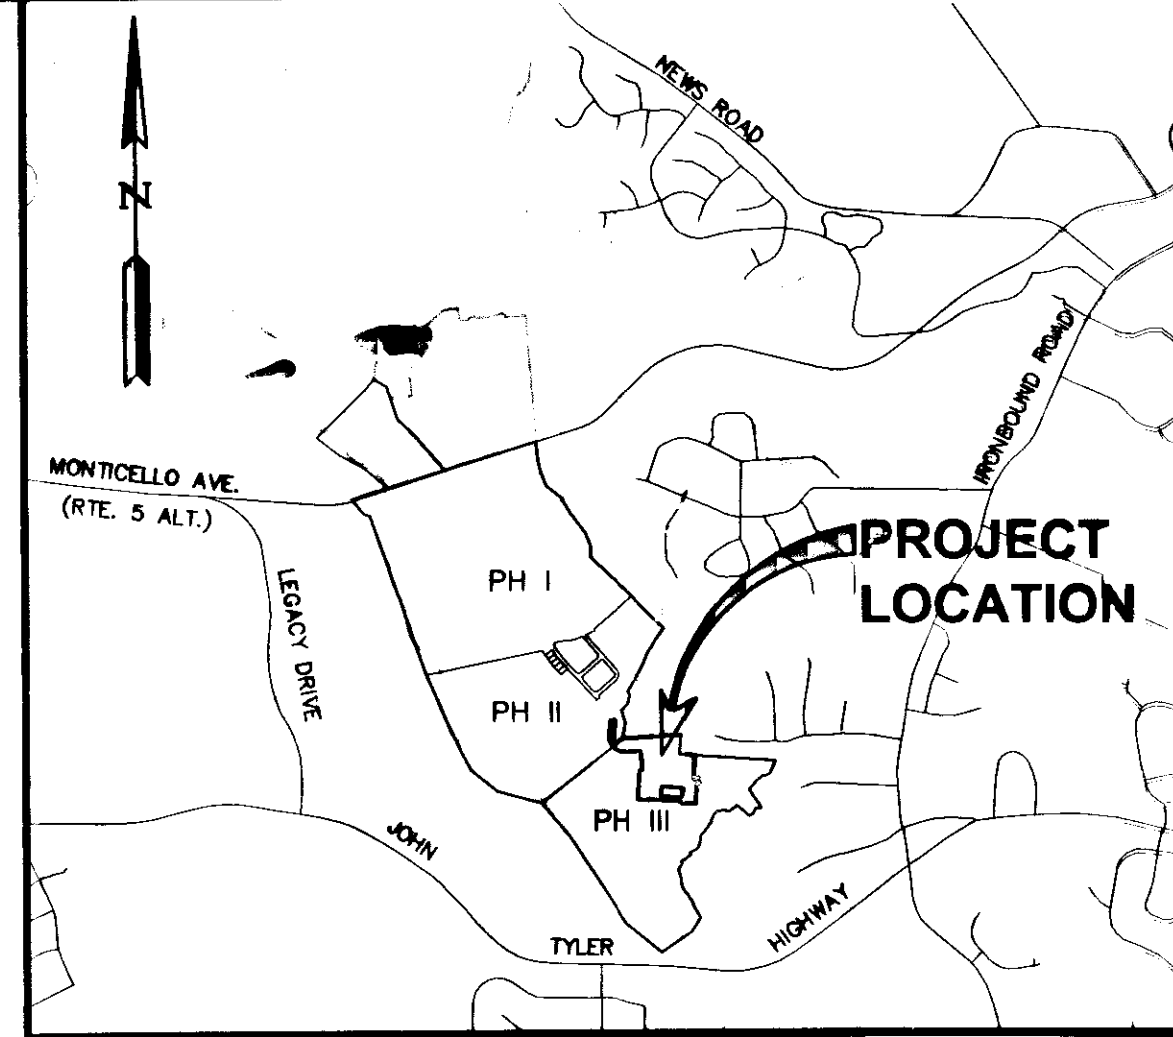 NEWS ROAD
N
IRONBOUND ROAD
MONTICELLO AVE.
(RTE. 5 ALT.)
PROJECT
LOCATION
PH I
LEGACY DRIVE
PH II
PH III
JOHN
TYLER
HIGHWAY